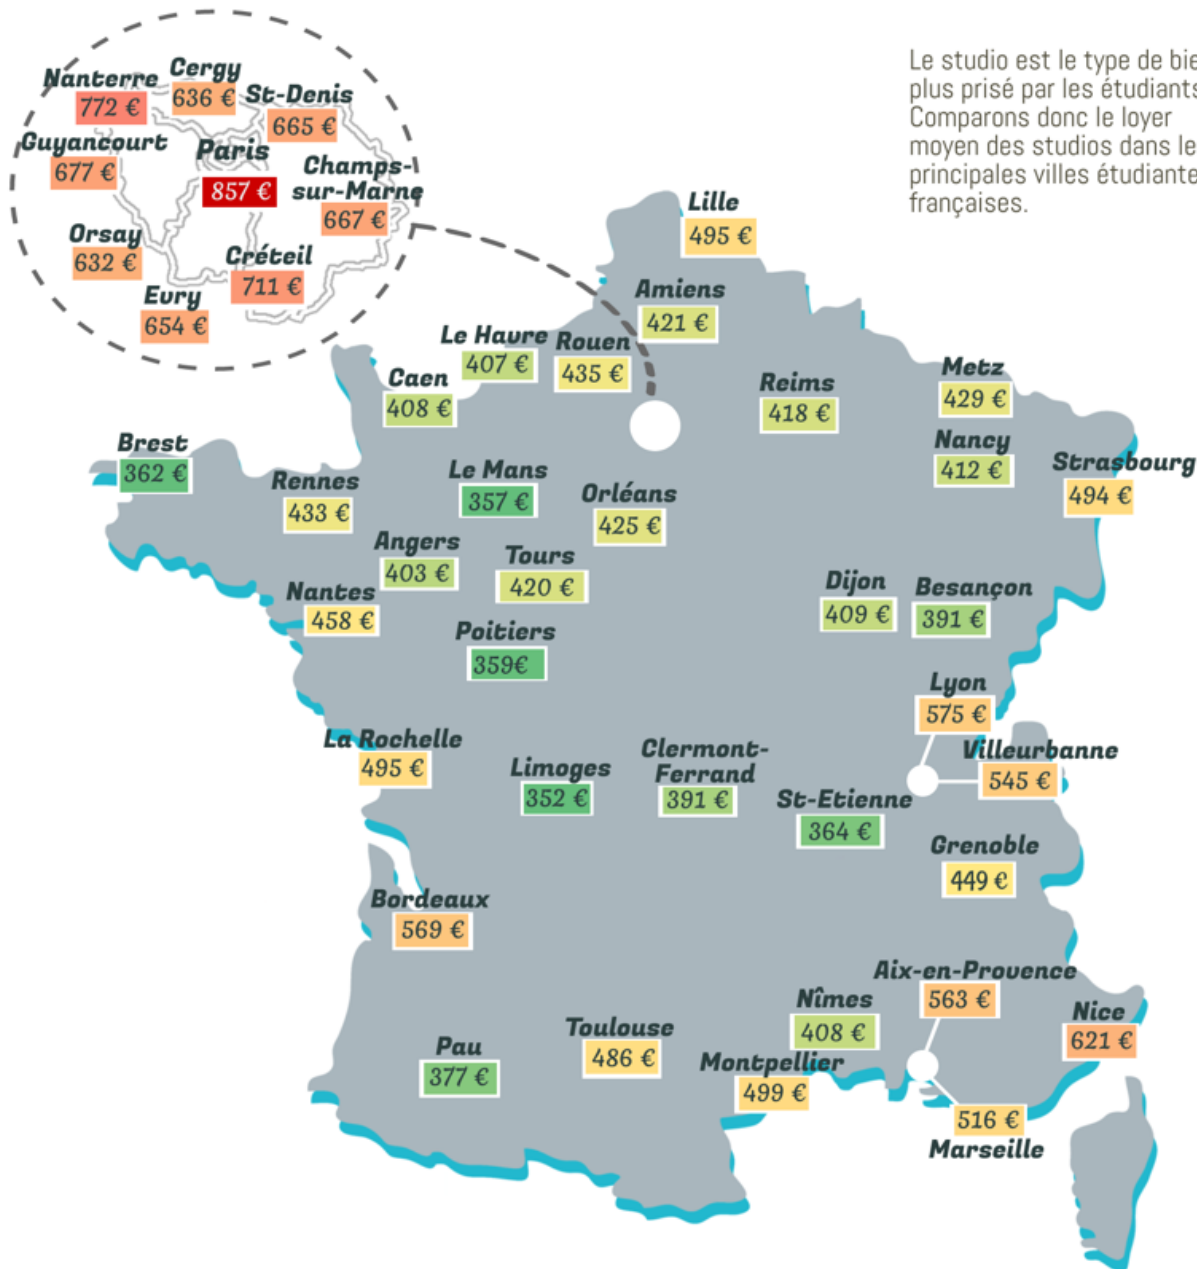 Le studio est le type de bie
plus prisé par les étudiants
Comparons donc le loyer
moyen des studios dans le
principales villes étudiante
françaises.
Nanterre
772 €
Cergy
636 €
St-Denis
665 €
Guyancourt
677 €
Paris
857 €
Champs-
sur-Marne
667 €
Orsay
632 €
Créteil
711 €
Evry
654 €
Lille
495 €
Amiens
421 €
Le Havre
407 €
Rouen
435 €
Caen
408 €
Reims
418 €
Metz
429 €
Nancy
412 €
Strasbourg
494 €
Brest
362 €
Rennes
433 €
Le Mans
357 €
Orléans
425 €
Angers
403 €
Tours
420 €
Nantes
458 €
Dijon
409 €
Besançon
391 €
Poitiers
359€
Lyon
575 €
Villeurbanne
545 €
La Rochelle
495 €
Limoges
352 €
Clermont-
Ferrand
391 €
St-Etienne
364 €
Grenoble
449 €
Bordeaux
569 €
Aix-en-Provence
563 €
Nîmes
408 €
Nice
621 €
Toulouse
486 €
Pau
377 €
Montpellier
499 €
516 €
Marseille